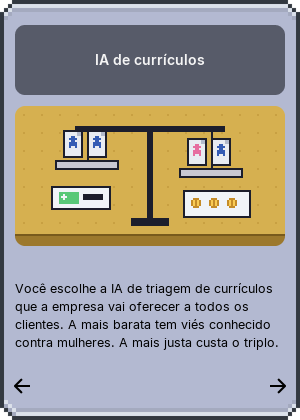 IA de currículos
Você escolhe a IA de triagem de currículos
que a empresa vai oferecer a todos os
clientes. A mais barata tem viés conhecido
contra mulheres. A mais justa custa o triplo.